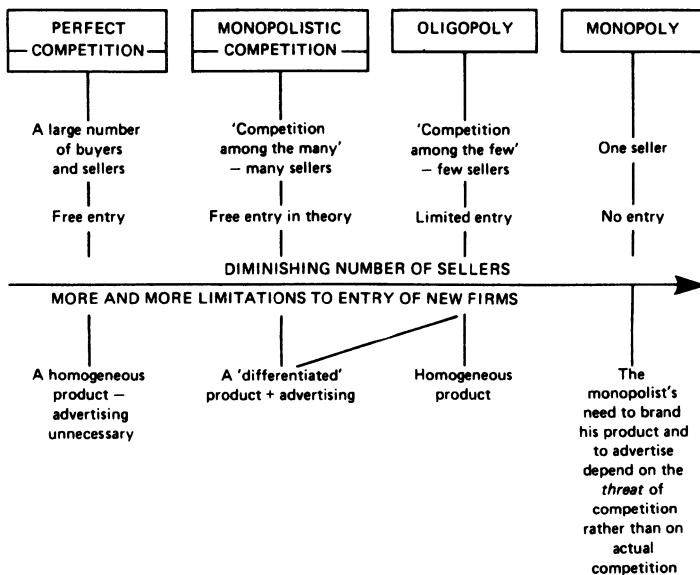 PERFECT
COMPETITION
MONOPOLISTIC
COMPETITION
OLIGOPOLY
MONOPOLY
A large number
of buyers
and sellers
'Competition
among the many'
– many sellers
'Competition
among the few'
– few sellers
One seller
Free entry
Free entry in theory
Limited entry
No entry
DIMINISHING NUMBER OF SELLERS
MORE AND MORE LIMITATIONS TO ENTRY OF NEW FIRMS
A homogeneous
product –
advertising
unnecessary
A 'differentiated'
product + advertising
Homogeneous
product
The
monopolist's
need to brand
his product and
to advertise
depend on the
threat of
competition
rather than on
actual
competition